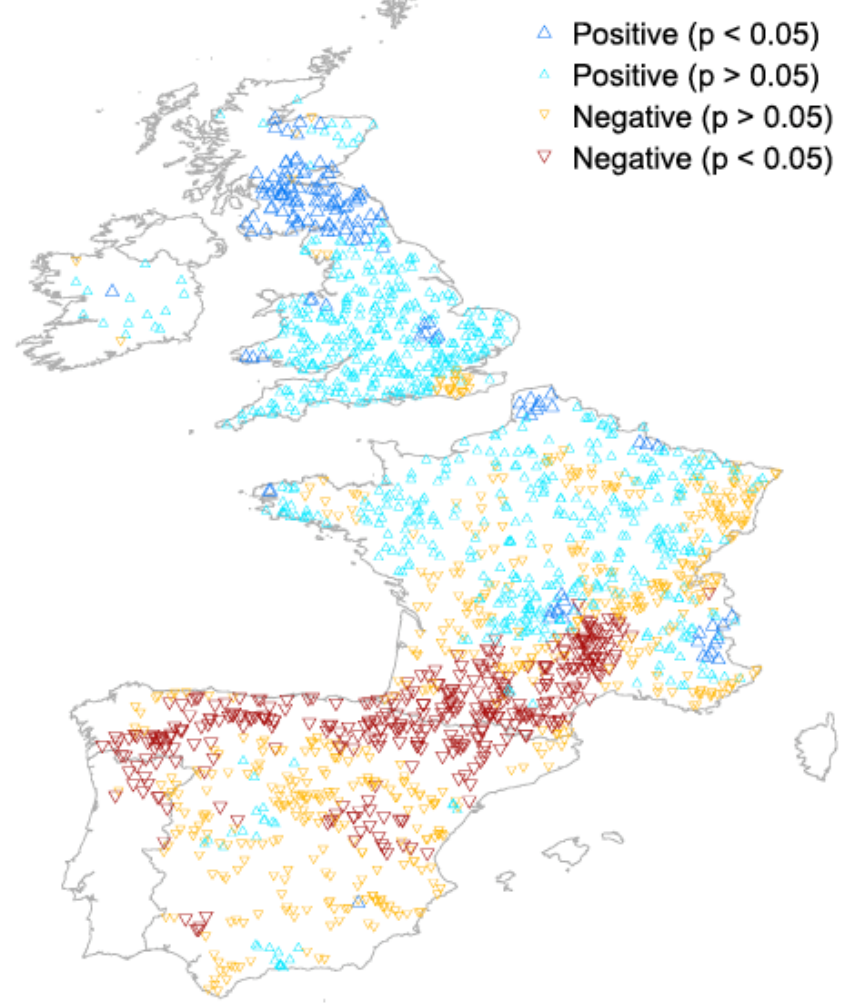 Positive (p < 0.05)
Positive (p > 0.05)
Negative (p > 0.05)
Negative (p < 0.05)